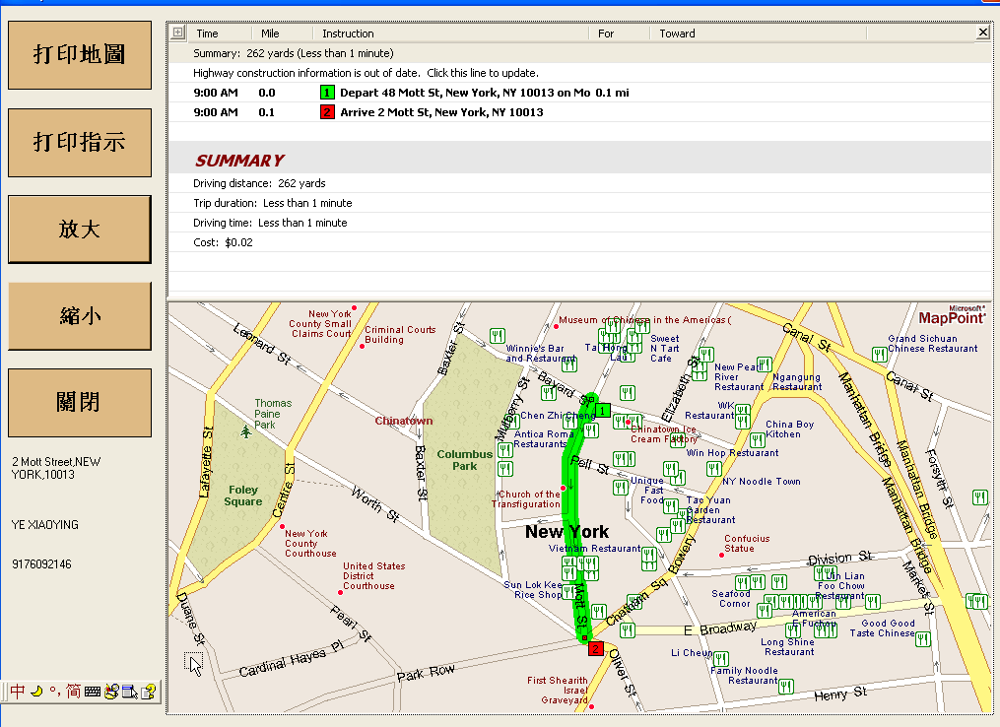 打印地圖
打印指示
放大
縮小
關閉
2 Mott Street,NEW
YORK,10013
YE XIAOYING
9176092146
中 °, 简
Time Mile Instruction For Toward
Summary: 262 yards (Less than 1 minute)
Highway construction information is out of date. Click this line to update.
9:00 AM 0.0 1 Depart 48 Mott St, New York, NY 10013 on Mo 0.1 mi
9:00 AM 0.1 2 Arrive 2 Mott St, New York, NY 10013
SUMMARY
Driving distance: 262 yards
Trip duration: Less than 1 minute
Driving time: Less than 1 minute
Cost: $0.02
Microsoft®
MapPoint®
New York
County Small
Claims Court
Criminal Courts
Building
Leonard St
Baxter St
Winnie's Bar
and Restaurant
Museum of Chinese in the Americas (
Tai Hong
Lau
Sweet
N Tart
Cafe
Canal St
Grand Sichuan
Chinese Restaurant
Elizabeth St
New Pearl
River
Restaurant
Ngangung
Restaurant
Canal St
Bayard St
Mulberry St
Thomas
Paine
Park
Chinatown
Chen Zhi Cheng
1
WK
Restaurant
China Boy
Kitchen
Manhattan Bridge
Manhattan Bridge
Manhattan Bridge
Forsyth St
Antica Roma
Restaurants
Chinatown Ice
Cream Factory
Win Hop Restuarant
Lafayette St
Columbus
Park
Baxter St
Pell St
NY Noodle Town
Foley
Square
Centre St
Worth St
Church of the
Transfiguration
Unique
Fast
Food
Tac Yuan
Garden
Restaurant
New York
County
Courthouse
New York
Vietnam Restaurant
Bowery
Confucius
Statue
Division St
Market St
United States
District
Courthouse
Sun Lok Kee
Rice Shop
Mott St
Chatham Sq
Seafood
Cornor
Lin Lian
Foo Chow
Restaurant
American
E Fuchou
Duane St
Pearl St
E Broadway
Good Good
Taste Chinese
Long Shine
Restaurant
2
Cardinal Hayes Pl
Park Row
Oliver St
Li Cheun
Family Noodle
Restaurant
First Shearith
Israel
Graveyard
Henry St